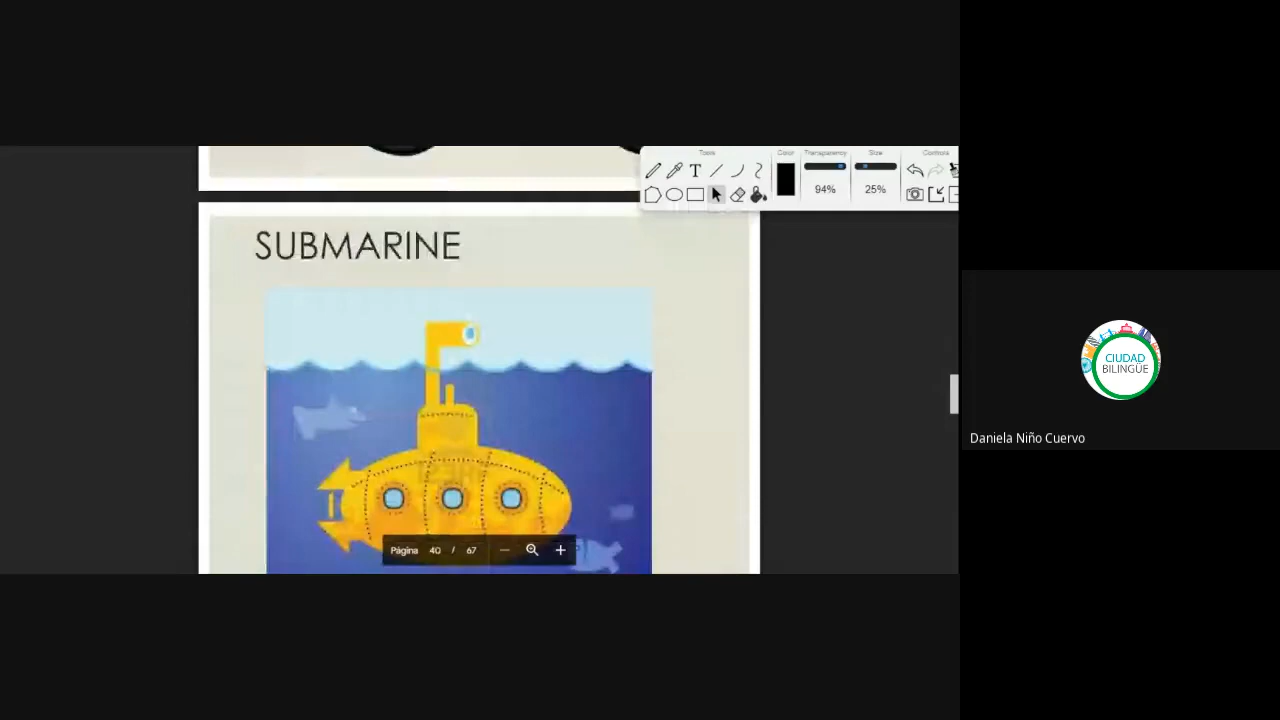 Tools
Color
Transparency
Size
Controls
T
94%
25%
SUBMARINE
Página 40 / 67
CIUDAD
BILINGÜE
Daniela Niño Cuervo